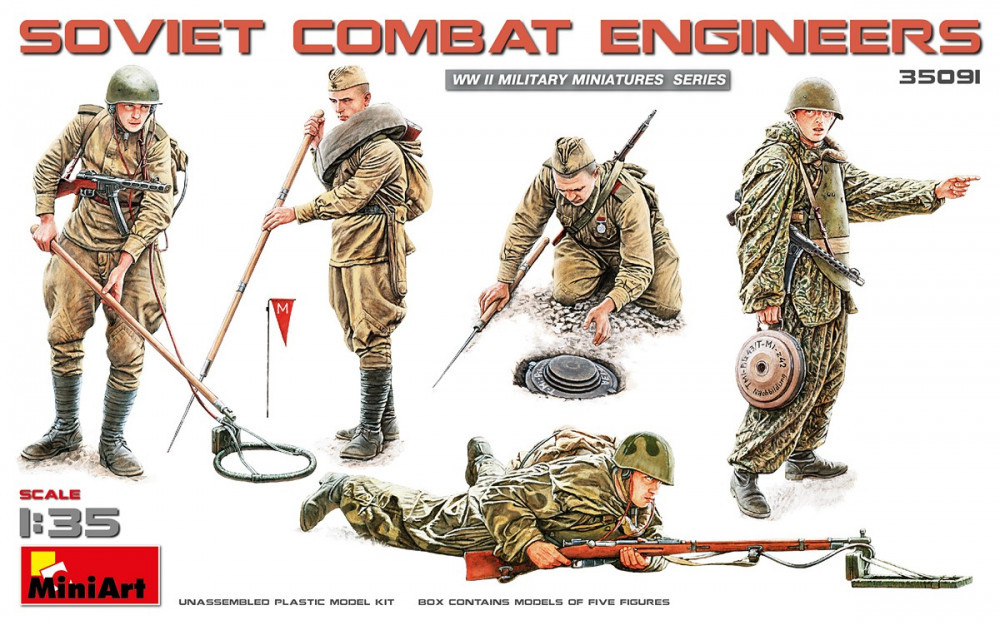 SOVIET COMBAT ENGINEERS
WW II MILITARY MINIATURES SERIES
35091
M
SCALE
1:35
MiniArt
UNASSEMBLED PLASTIC MODEL KIT
BOX CONTAINS MODELS OF FIVE FIGURES